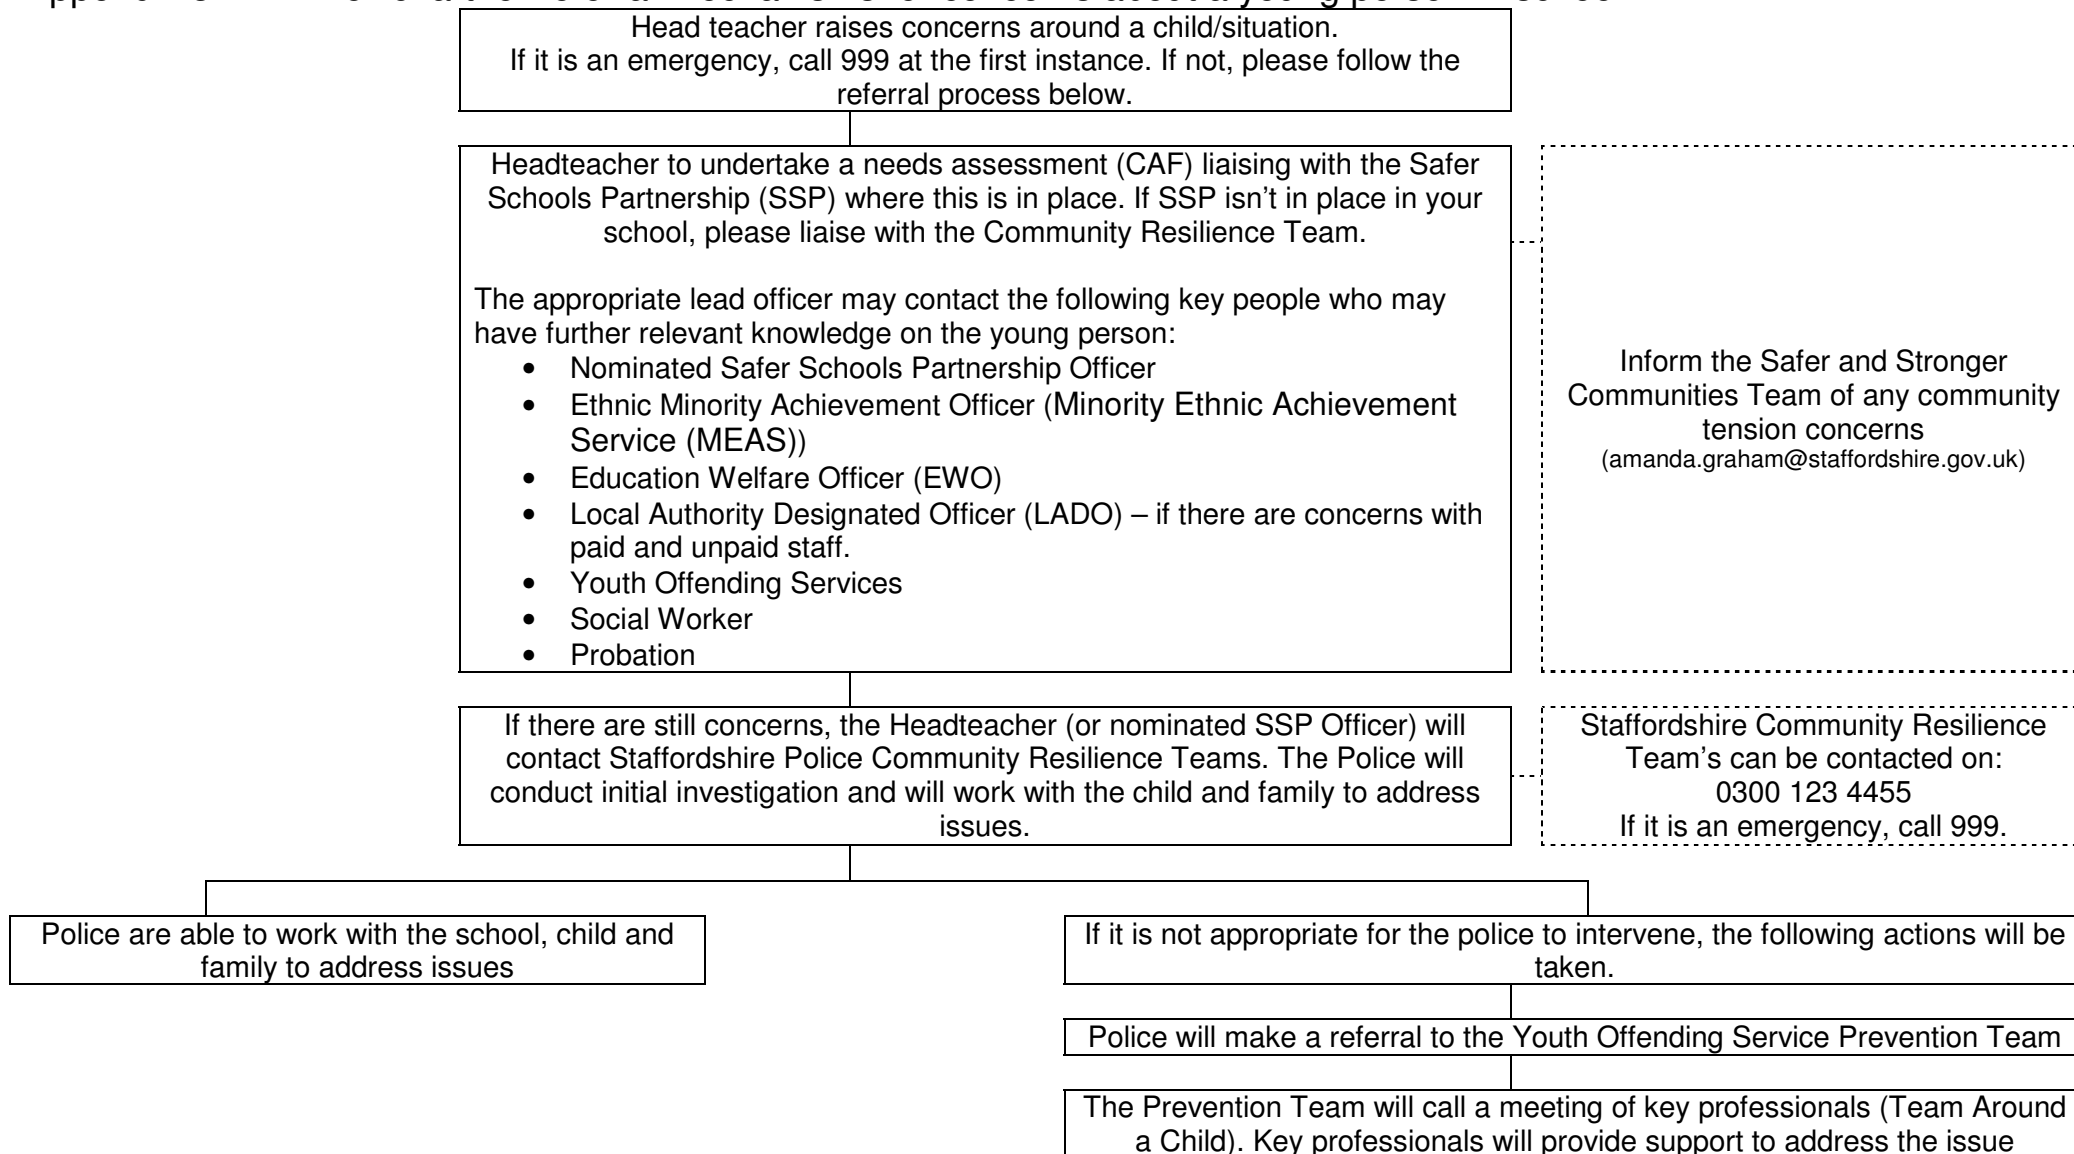 Head teacher raises concerns around a child/situation.
If it is an emergency, call 999 at the first instance. If not, please follow the
referral process below.
Headteacher to undertake a needs assessment (CAF) liaising with the Safer
Schools Partnership (SSP) where this is in place. If SSP isn’t in place in your
school, please liaise with the Community Resilience Team.
The appropriate lead officer may contact the following key people who may
have further relevant knowledge on the young person:
• Nominated Safer Schools Partnership Officer
• Ethnic Minority Achievement Officer (Minority Ethnic Achievement
Service (MEAS))
• Education Welfare Officer (EWO)
• Local Authority Designated Officer (LADO) – if there are concerns with
paid and unpaid staff.
• Youth Offending Services
• Social Worker
• Probation
Inform the Safer and Stronger
Communities Team of any community
tension concerns
(amanda.graham@staffordshire.gov.uk)
If there are still concerns, the Headteacher (or nominated SSP Officer) will
contact Staffordshire Police Community Resilience Teams. The Police will
conduct initial investigation and will work with the child and family to address
issues.
Staffordshire Community Resilience
Team’s can be contacted on:
0300 123 4455
If it is an emergency, call 999.
Police are able to work with the school, child and
family to address issues
If it is not appropriate for the police to intervene, the following actions will be
taken.
Police will make a referral to the Youth Offending Service Prevention Team
The Prevention Team will call a meeting of key professionals (Team Around
a Child). Key professionals will provide support to address the issue